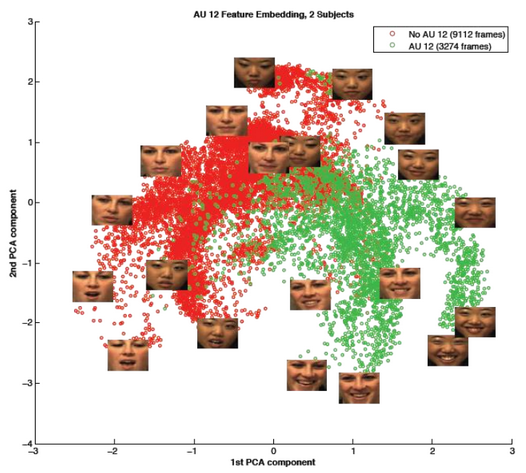 AU 12 Feature Embedding, 2 Subjects
No AU 12 (9112 frames)
AU 12 (3274 frames)
3
2
1
0
−1
−2
−3
−4
2nd PCA component
−3 −2 −1 0 1 2 3
1st PCA component